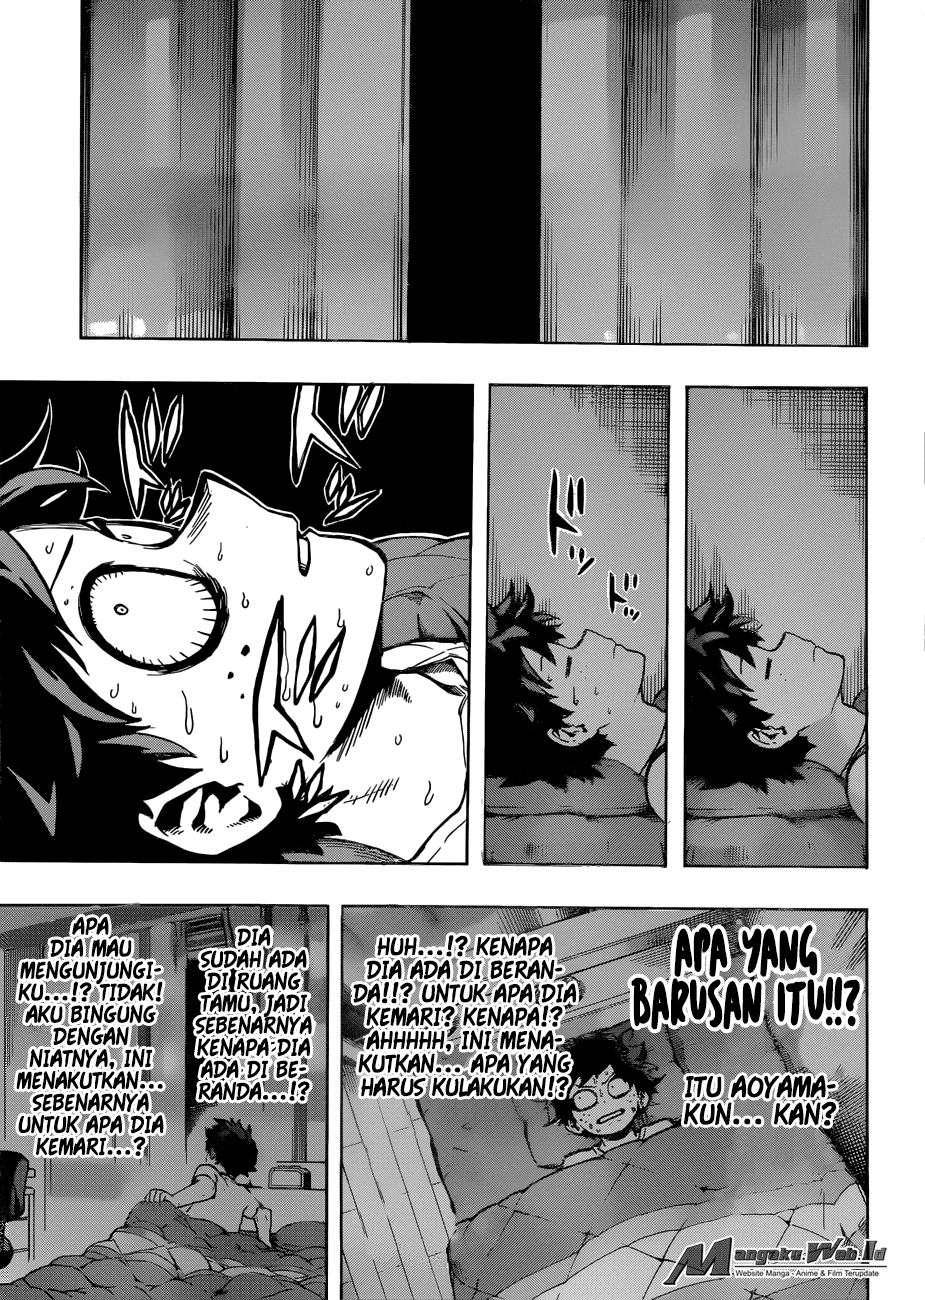 ドドッ
ドッ
APA YANG
BARUSAN ITU!!?
ITU AOYAMA-
KUN... KAN?
HUH...!? KENAPA
DIA ADA DI BERAN-
DA!!? UNTUK APA DIA
KEMARI? KENAPA!?
AHHHHH, INI MENA-
KUTKAN... APA YANG
HARUS KULAKUKAN!?
DIA
SUDAH ADA
DI RUANG
TAMU, JADI
SEBENARNYA
KENAPA DIA
ADA DI BE-
RANDA...!?
APA
DIA MAU
MENGUNJUNGI-
KU...!? TIDAK!
AKU BINGUNG
DENGAN
NIATNYA, INI
MENAKUTKAN...
SEBENARNYA
UNTUK APA DIA
KEMARI...?
Mangaku.Web.Id
Website Manga - Anime & Film Terupdate